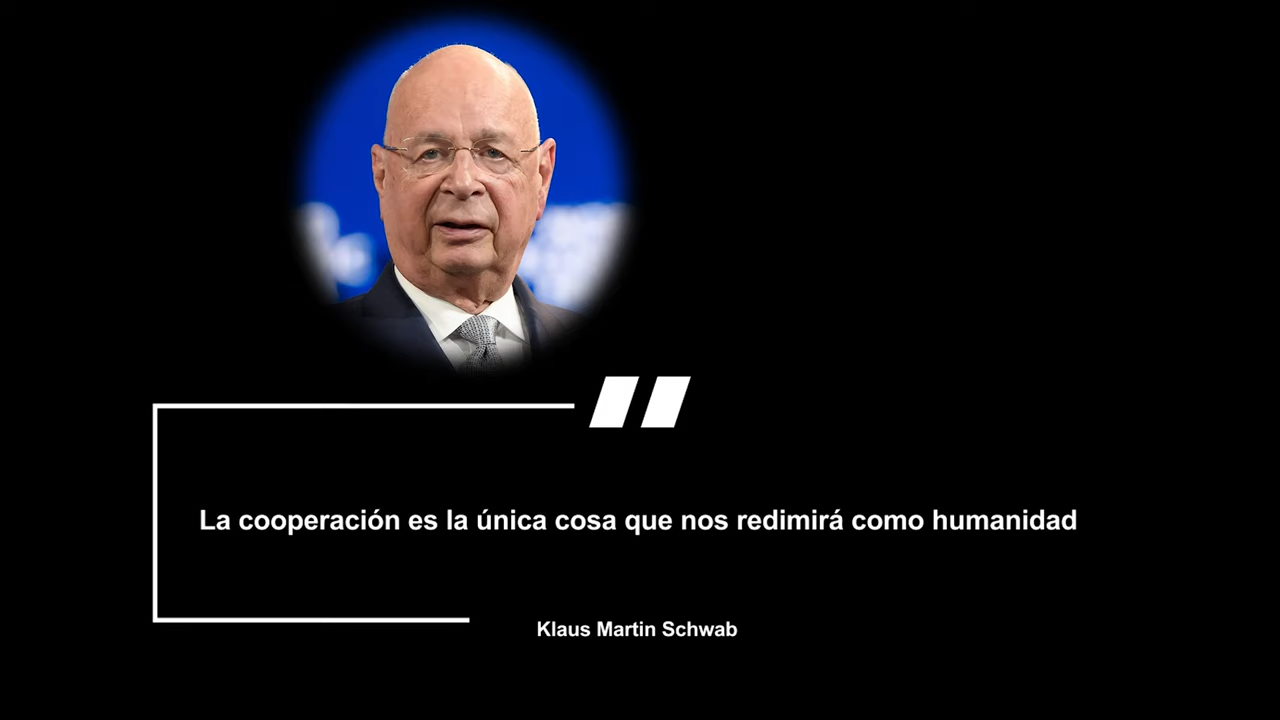 La cooperación es la única cosa que nos redimirá como humanidad
Klaus Martin Schwab